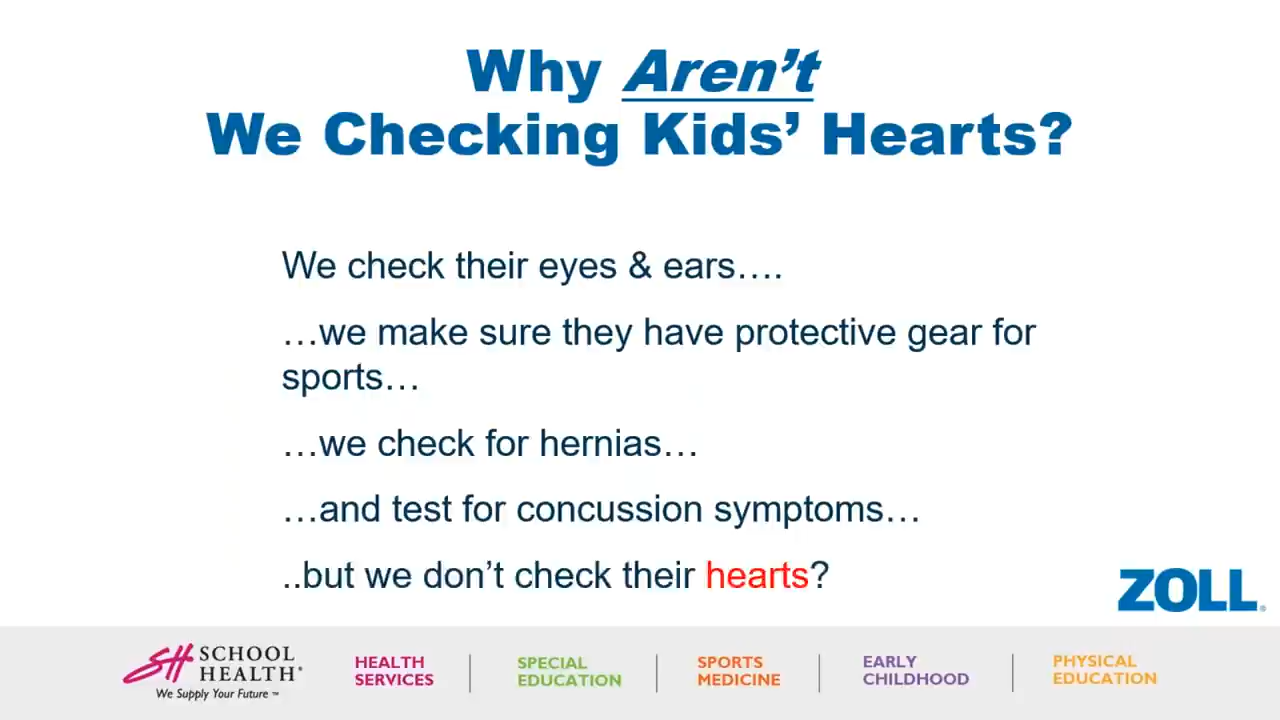 Why Aren’t
We Checking Kids’ Hearts?
We check their eyes & ears….
…we make sure they have protective gear for
sports…
…we check for hernias…
…and test for concussion symptoms…
..but we don’t check their hearts?
ZOLL®
SH SCHOOL
HEALTH®
We Supply Your Future ™
HEALTH
SERVICES
SPECIAL
EDUCATION
SPORTS
MEDICINE
EARLY
CHILDHOOD
PHYSICAL
EDUCATION